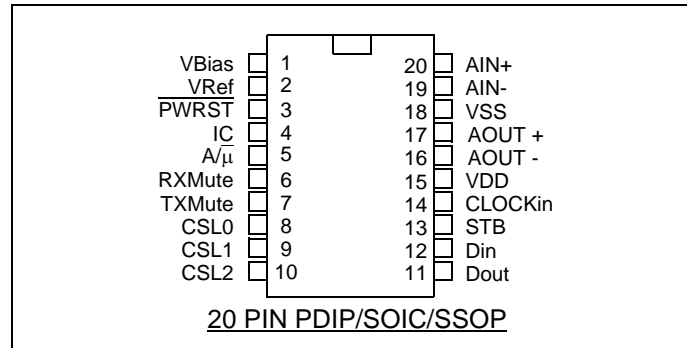 VBias 1 20 AIN+
VRef 2 19 AIN-
PWRST 3 18 VSS
IC 4 17 AOUT +
A/μ 5 16 AOUT -
RXMute 6 15 VDD
TXMute 7 14 CLOCKin
CSL0 8 13 STB
CSL1 9 12 Din
CSL2 10 11 Dout
20 PIN PDIP/SOIC/SSOP